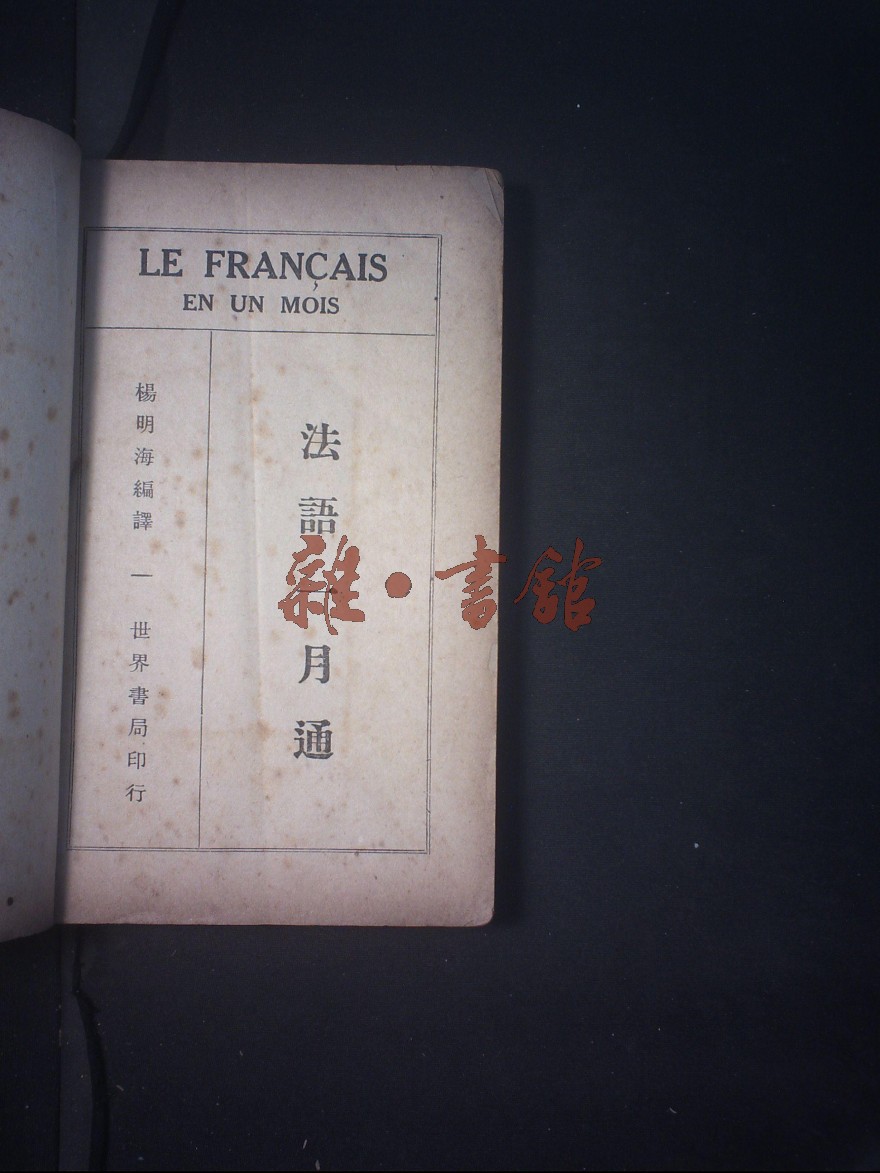 LE FRANÇAIS
EN UN MOIS
法語一月通
楊明海編譯 — 世界書局印行
雜·書館